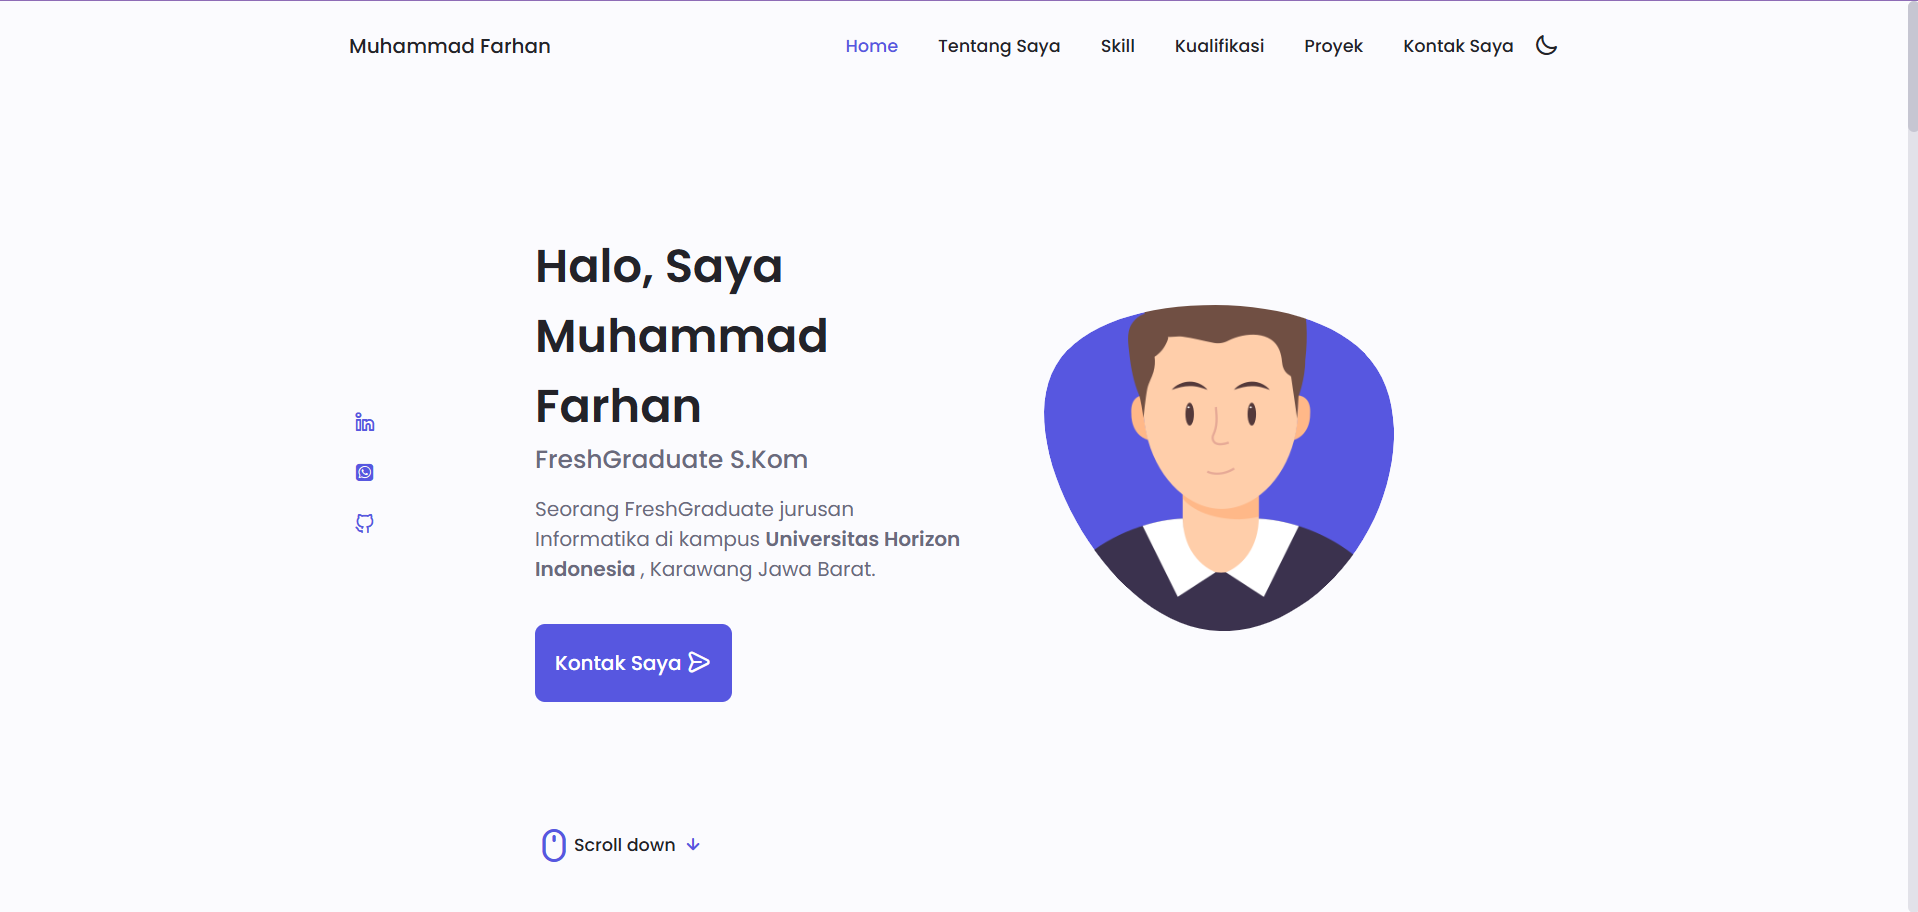 Muhammad Farhan
Home Tentang Saya Skill Kualifikasi Proyek Kontak Saya
Halo, Saya
Muhammad
Farhan
FreshGraduate S.Kom
Seorang FreshGraduate jurusan
Informatika di kampus Universitas Horizon
Indonesia , Karawang Jawa Barat.
Kontak Saya
Scroll down